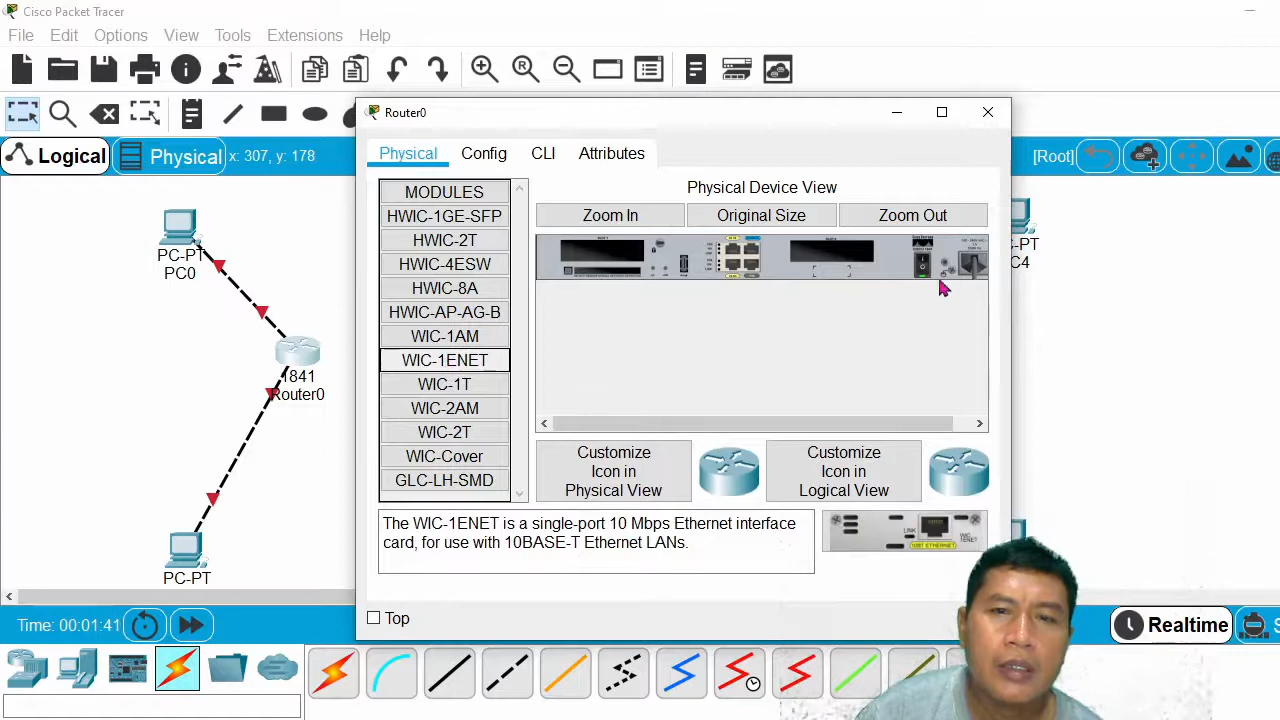 Cisco Packet Tracer
File Edit Options View Tools Extensions Help
Logical Physical x: 307, y: 178
[Root]
Router0
Physical Config CLI Attributes
MODULES
HWIC-1GE-SFP
HWIC-2T
HWIC-4ESW
HWIC-8A
HWIC-AP-AG-B
WIC-1AM
WIC-1ENET
WIC-1T
WIC-2AM
WIC-2T
WIC-Cover
GLC-LH-SMD
Physical Device View
Zoom In Original Size Zoom Out
Customize
Icon in
Physical View
Customize
Icon in
Logical View
The WIC-1ENET is a single-port 10 Mbps Ethernet interface
card, for use with 10BASE-T Ethernet LANs.
LINK
WIC
1ENET
Top
PC-PT
PC0
1841
Router0
PC-PT
C-PT
C4
Time: 00:01:41
Realtime
S